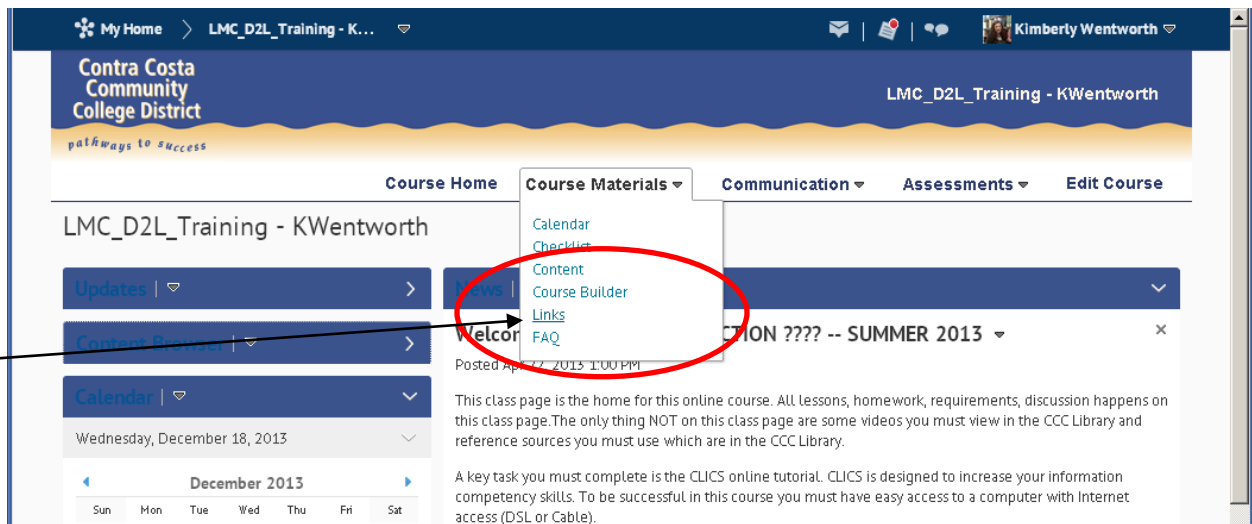 My Home LMC_D2L_Training - K... Kimberly Wentworth
Contra Costa
Community
College District
pathways to success
LMC_D2L_Training - KWentworth
Course Home Course Materials Communication Assessments Edit Course
LMC_D2L_Training - KWentworth
Calendar
Checklist
Content
Course Builder
Links
FAQ
Updates
Content Browser
Calendar
Wednesday, December 18, 2013
December 2013
Sun Mon Tue Wed Thu Fri Sat
News
CTION ???? -- SUMMER 2013
Posted 2013 1:00 PM
This class page is the home for this online course. All lessons, homework, requirements, discussion happens on
this class page.The only thing NOT on this class page are some videos you must view in the CCC Library and
reference sources you must use which are in the CCC Library.
A key task you must complete is the CLICS online tutorial. CLICS is designed to increase your information
competency skills. To be successful in this course you must have easy access to a computer with Internet
access (DSL or Cable).